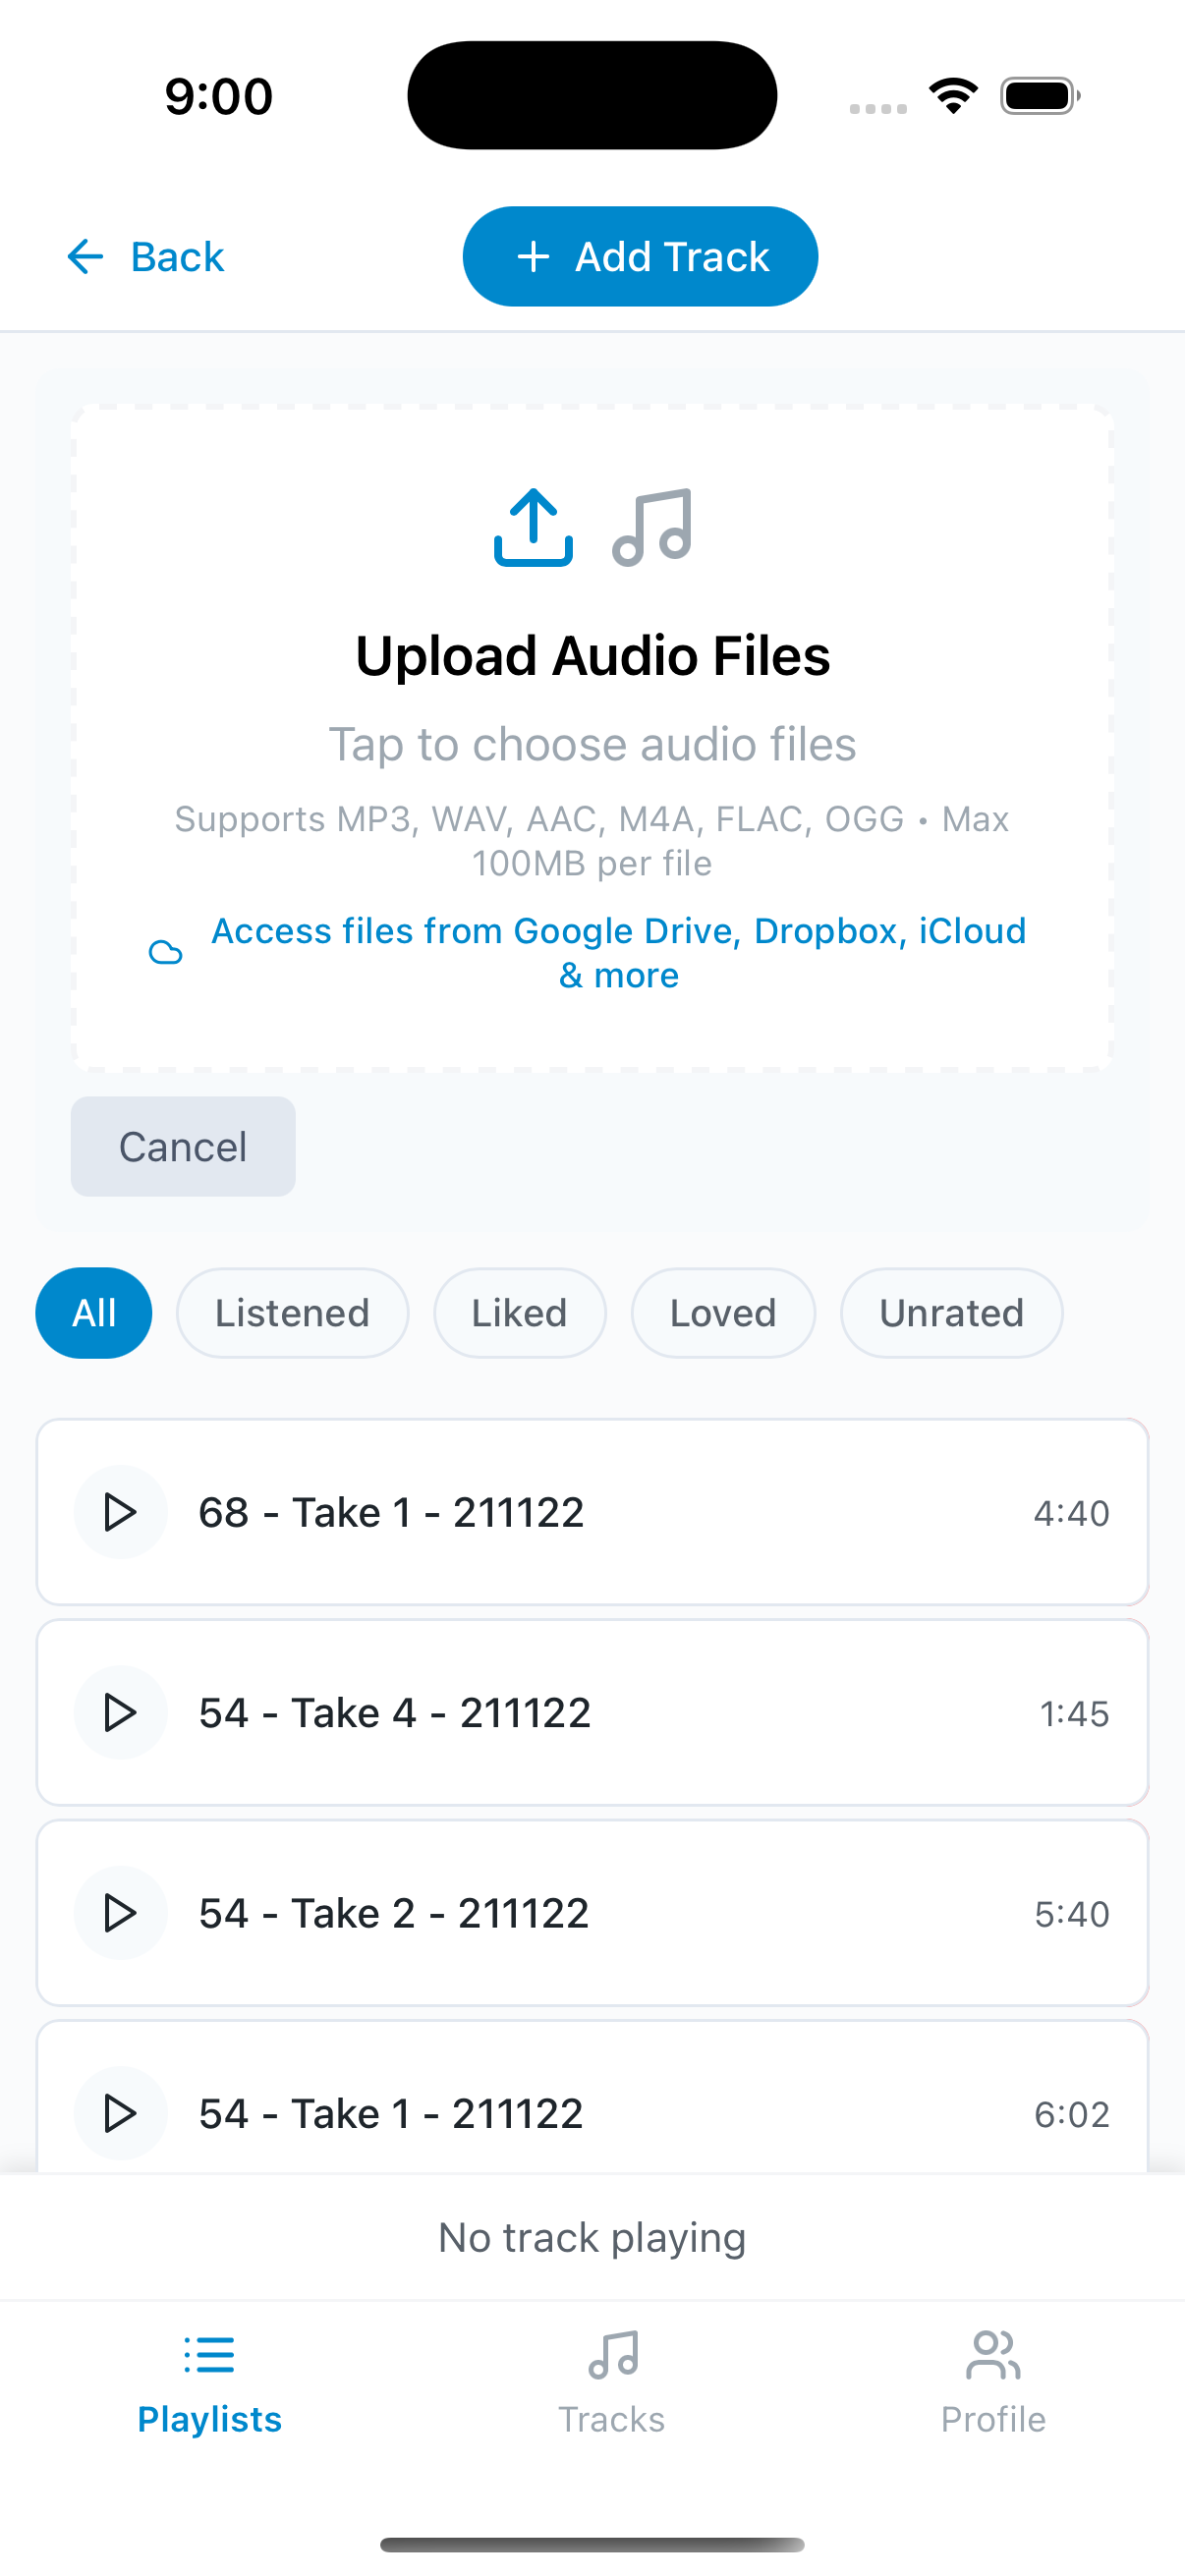 9:00
Back
Add Track
Upload Audio Files
Tap to choose audio files
Supports MP3, WAV, AAC, M4A, FLAC, OGG • Max
100MB per file
Access files from Google Drive, Dropbox, iCloud
& more
Cancel
All Listened Liked Loved Unrated
68 - Take 1 - 211122 4:40
54 - Take 4 - 211122 1:45
54 - Take 2 - 211122 5:40
54 - Take 1 - 211122 6:02
No track playing
Playlists Tracks Profile